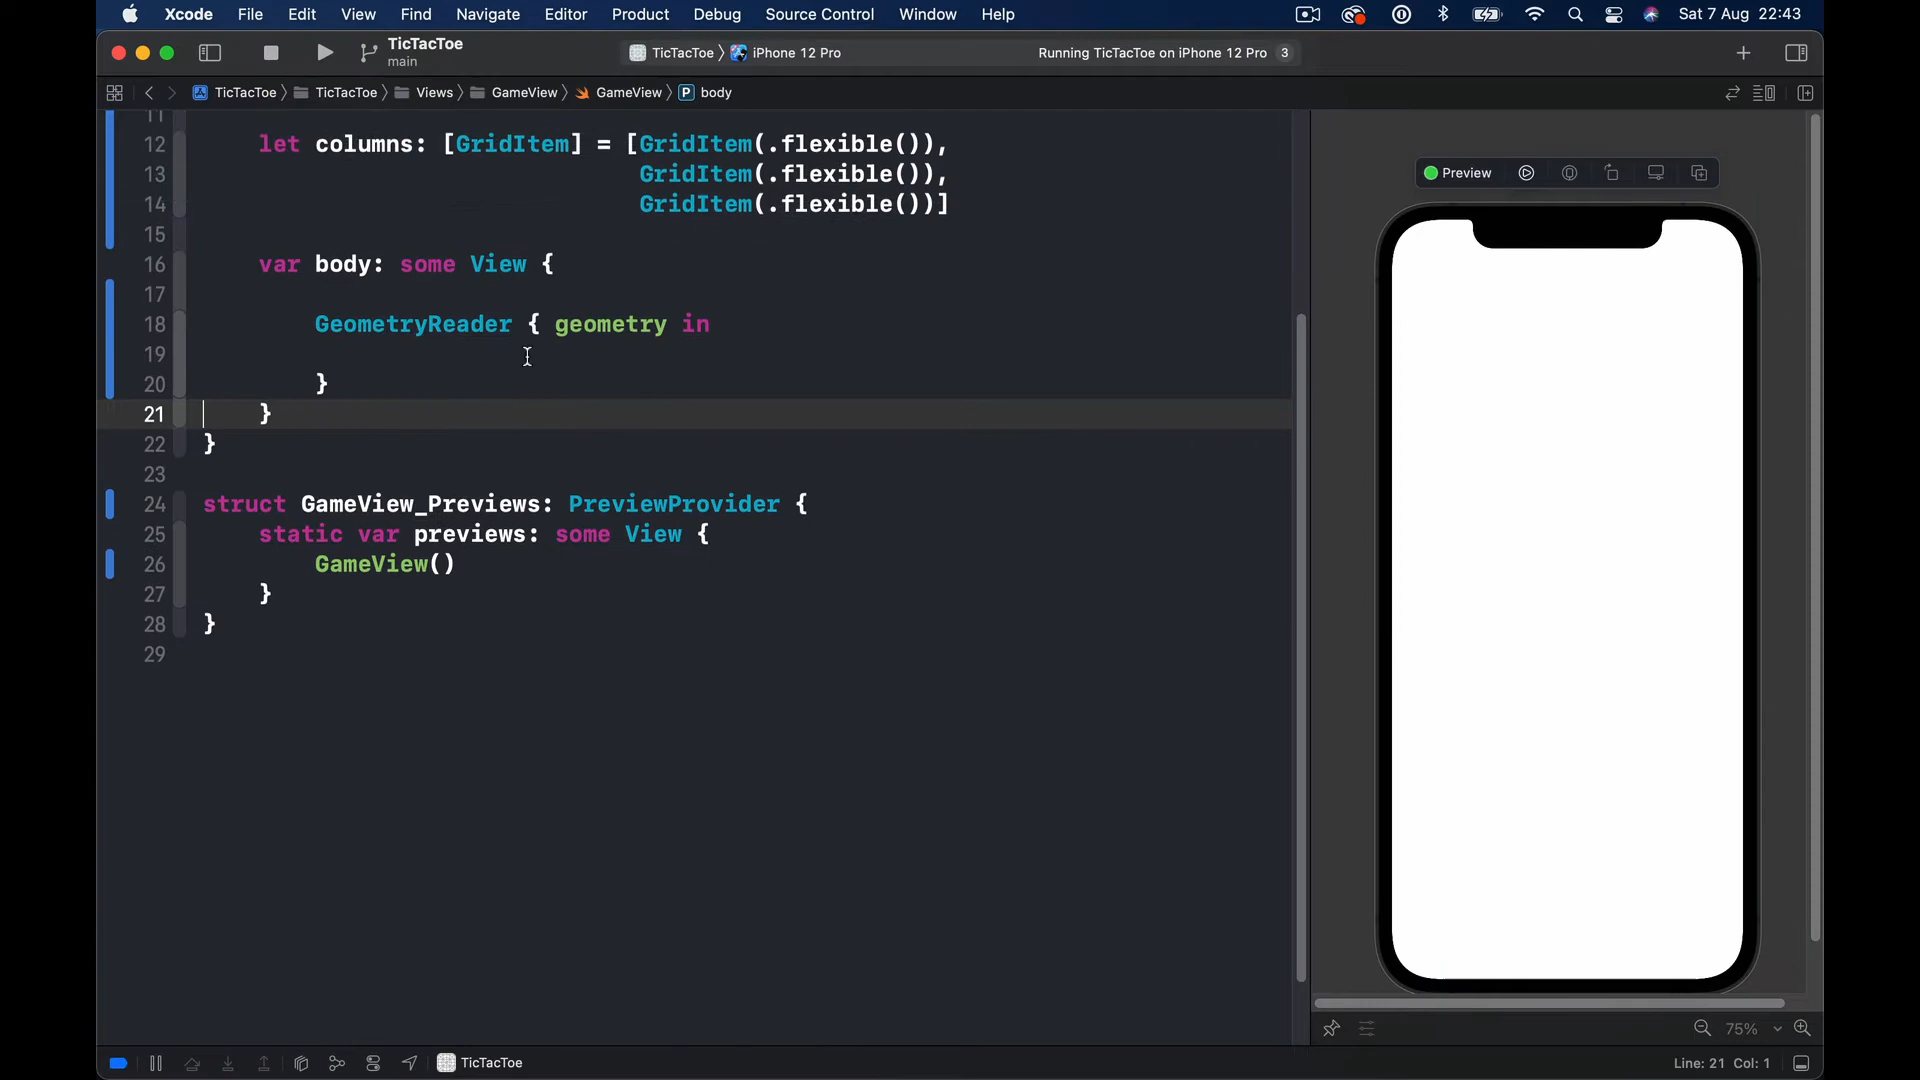 Xcode File Edit View Find Navigate Editor Product Debug Source Control Window Help Sat 7 Aug 22:43
TicTacToe
main
TicTacToe 〉 iPhone 12 Pro
Running TicTacToe on iPhone 12 Pro 3
TicTacToe 〉 TicTacToe 〉 Views 〉 GameView 〉 GameView 〉 P body
11
12 let columns: [GridItem] = [GridItem(.flexible()),
13 GridItem(.flexible()),
14 GridItem(.flexible())]
15
16 var body: some View {
17
18 GeometryReader { geometry in
19
20 }
21 }
22 }
23
24 struct GameView_Previews: PreviewProvider {
25 static var previews: some View {
26 GameView()
27 }
28 }
29
Preview
75%
TicTacToe
Line: 21 Col: 1